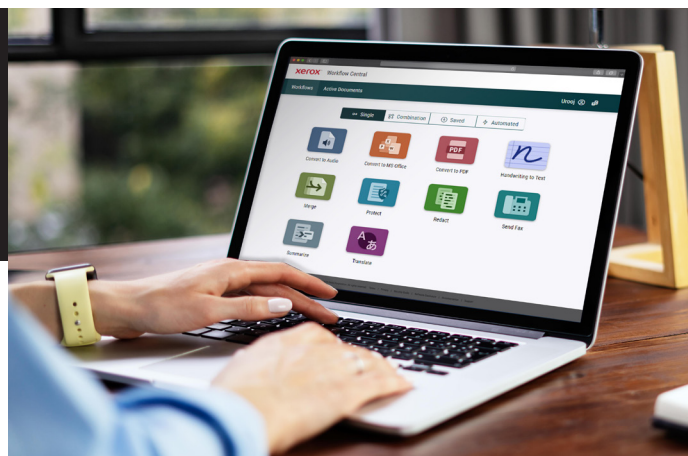 xerox Workflow Central
Workflows Active Documents Urooj
Single Combination Saved Automated
Convert to Audio Convert to MS Office Convert to PDF Handwriting to Text
PDF
n
Merge Protect Redact Send Fax
Summarize Translate
A あ